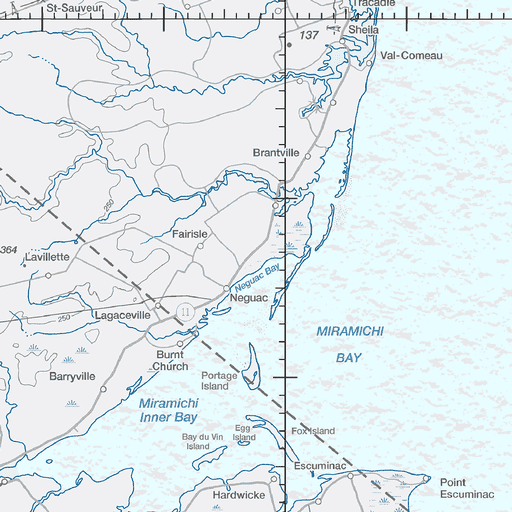 Tracadie
St-Sauveur
137
Sheila
Val-Comeau
Brantville
250
Fairisle
364
Lavillette
Neguac Bay
Neguac
11
250
Lagaceville
MIRAMICHI
BAY
Burnt
Church
Portage
Island
Barryville
Miramichi
Inner Bay
Egg
Island
Fox Island
Bay du Vin
Island
Escuminac
Point
Escuminac
Hardwicke